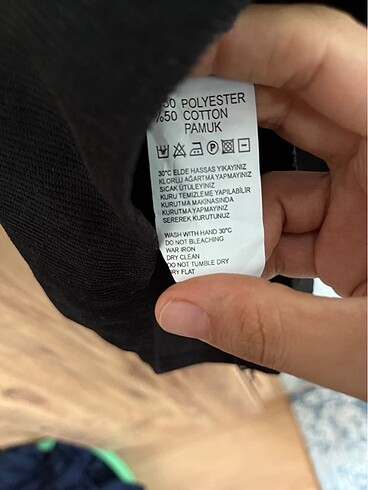 POLYESTER
%50 COTTON
PAMUK
30°C ELDE HASSAS YIKAYINIZ
KLORLU AĞARTMA YAPMAYINIZ
SICAK ÜTÜLEYİNİZ
KURU TEMİZLEME YAPILABİLİR
KURUTMA MAKİNASINDA
KURUTMA YAPMAYINIZ
SEREREK KURUTUNUZ
WASH WITH HAND 30°C
DO NOT BLEACHING
WAR IRON
DRY CLEAN
DO NOT TUMBLE DRY
DRY FLAT